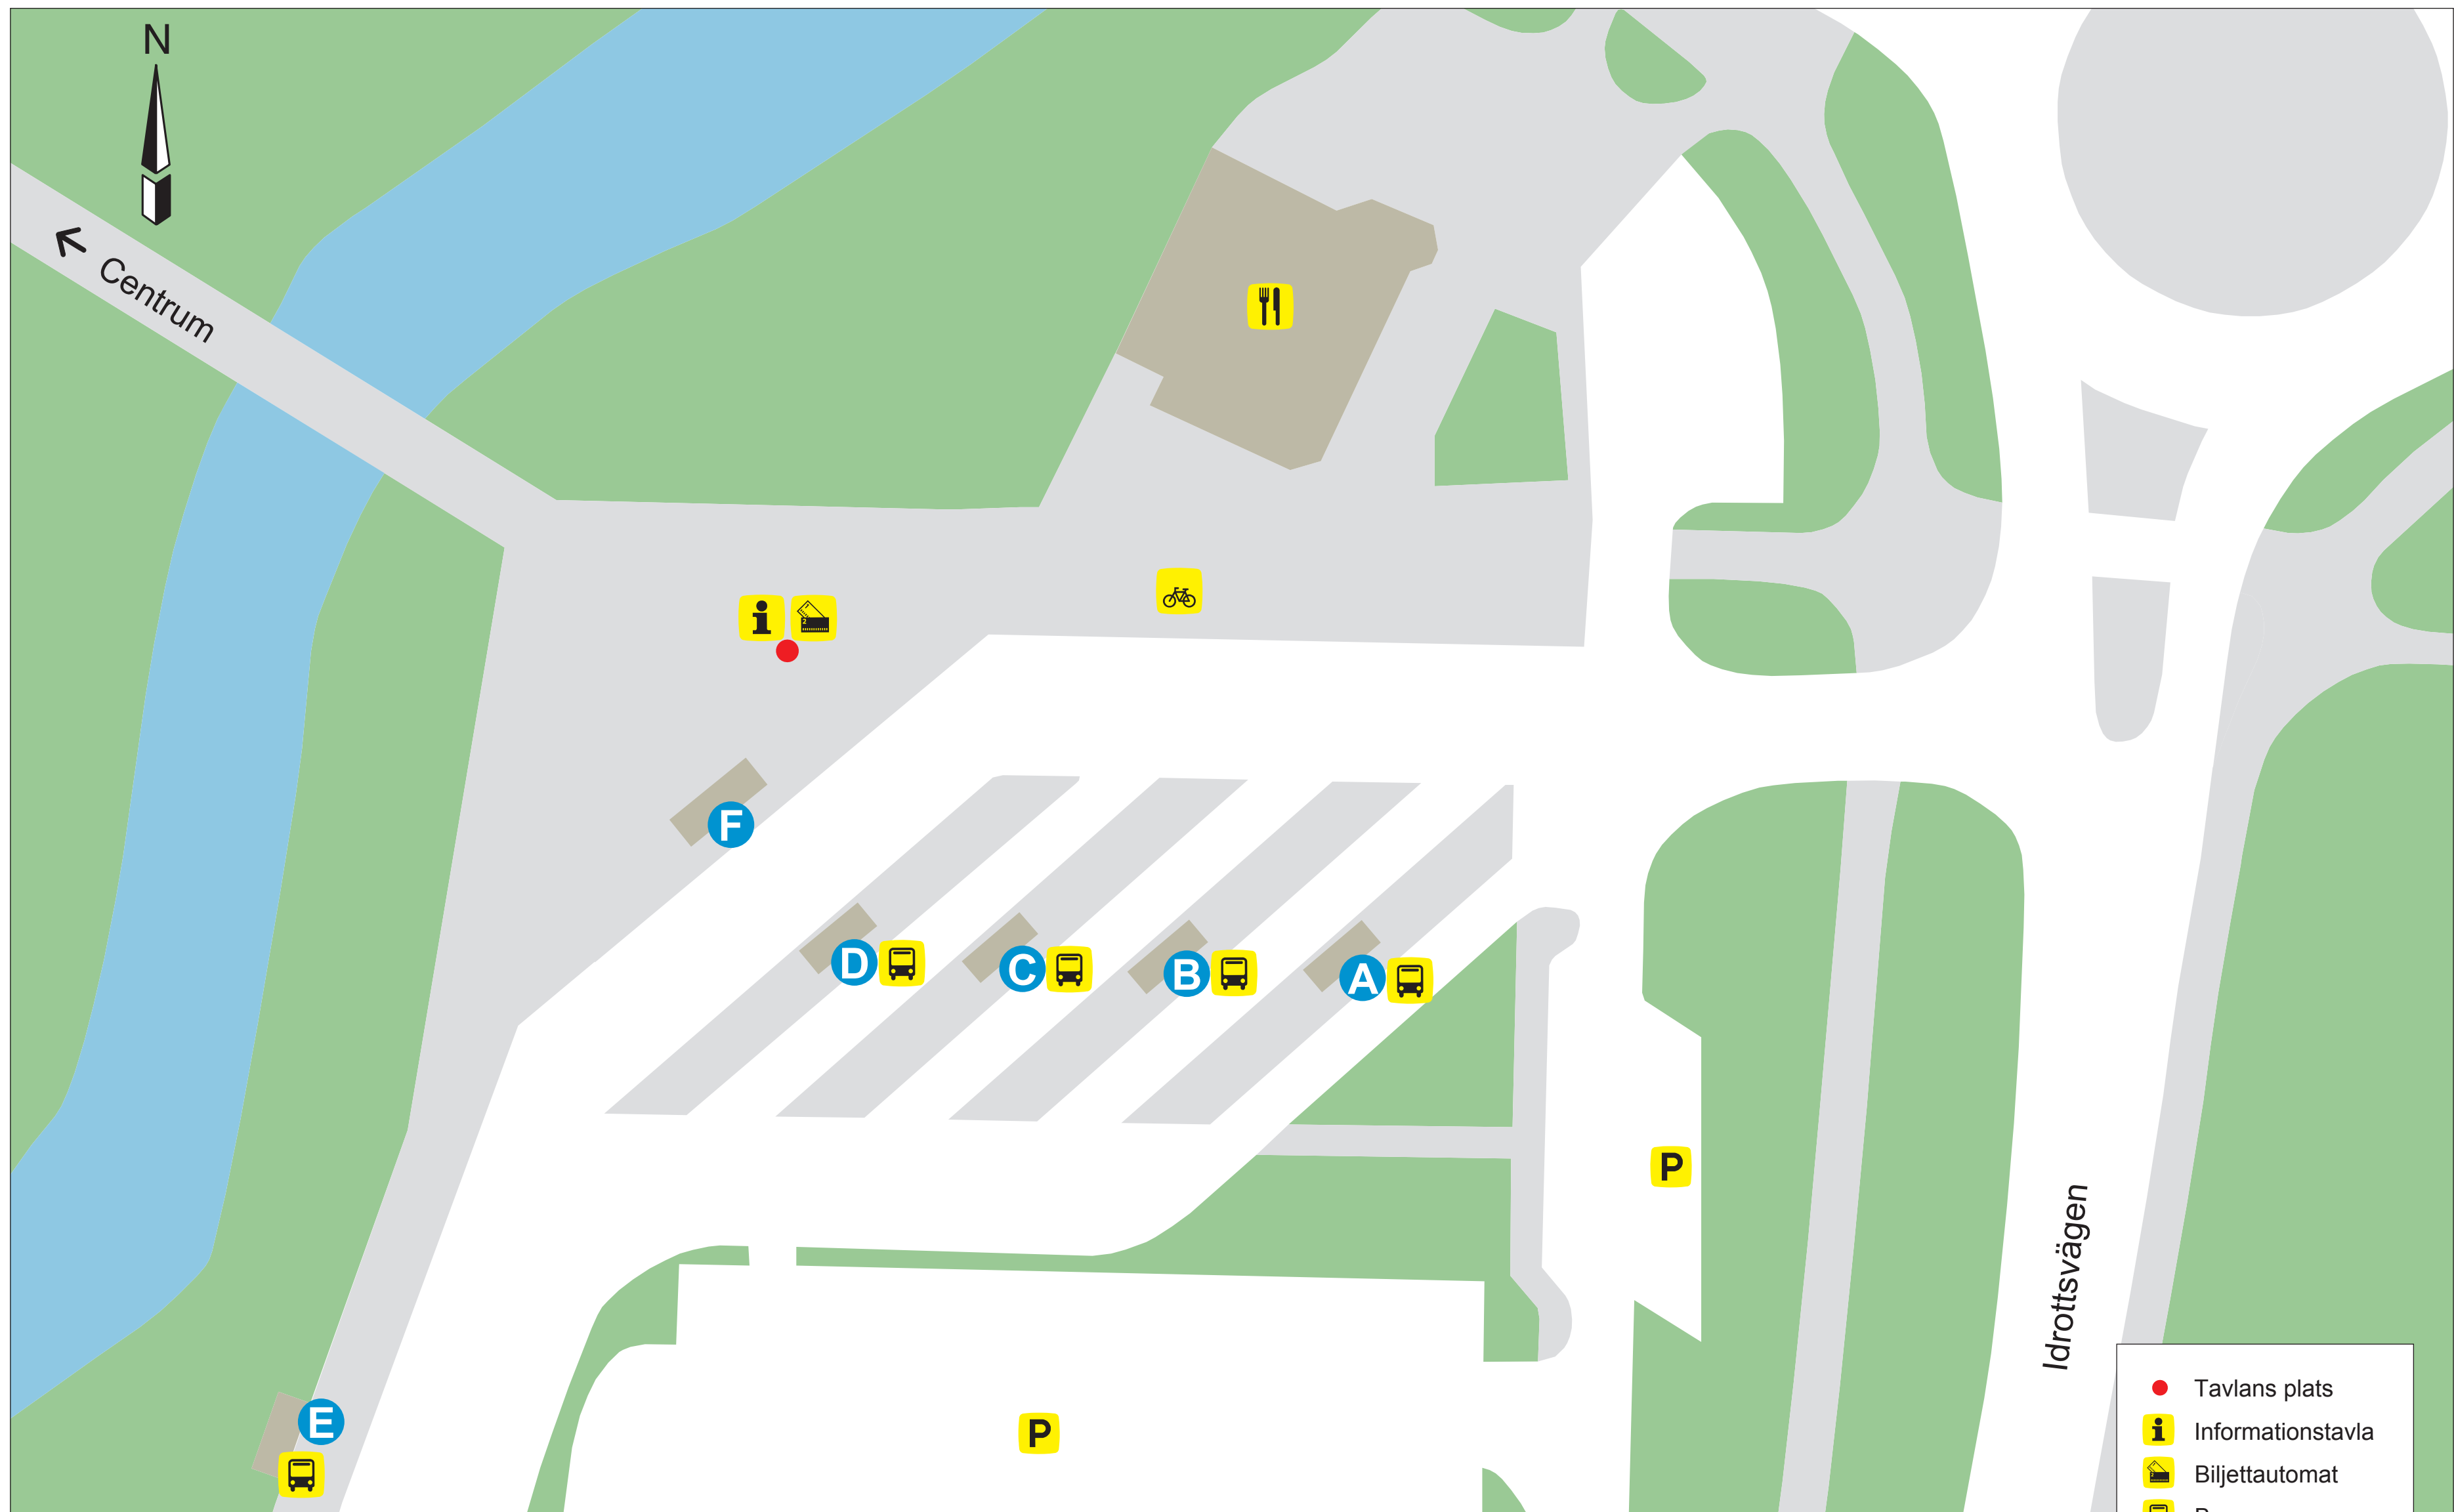 N
Centrum
F
D
C
B
A
P
Idrottsvägen
Tavlans plats
E
P
Informationstavla
Biljettautomat